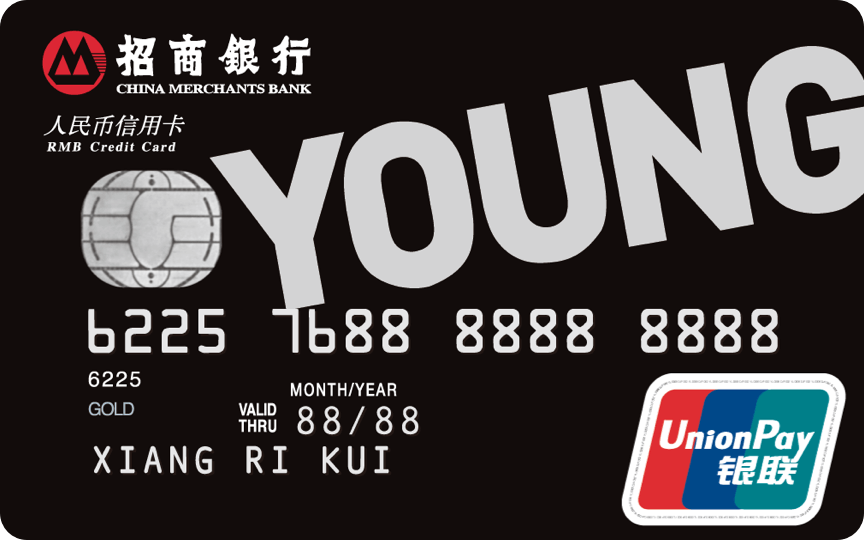 招商銀行
CHINA MERCHANTS BANK
人民币信用卡
RMB Credit Card
YOUNG
6225 7688 8888 8888
6225
MONTH/YEAR
GOLD
VALID THRU 88/88
XIANG RI KUI
UnionPay
银联